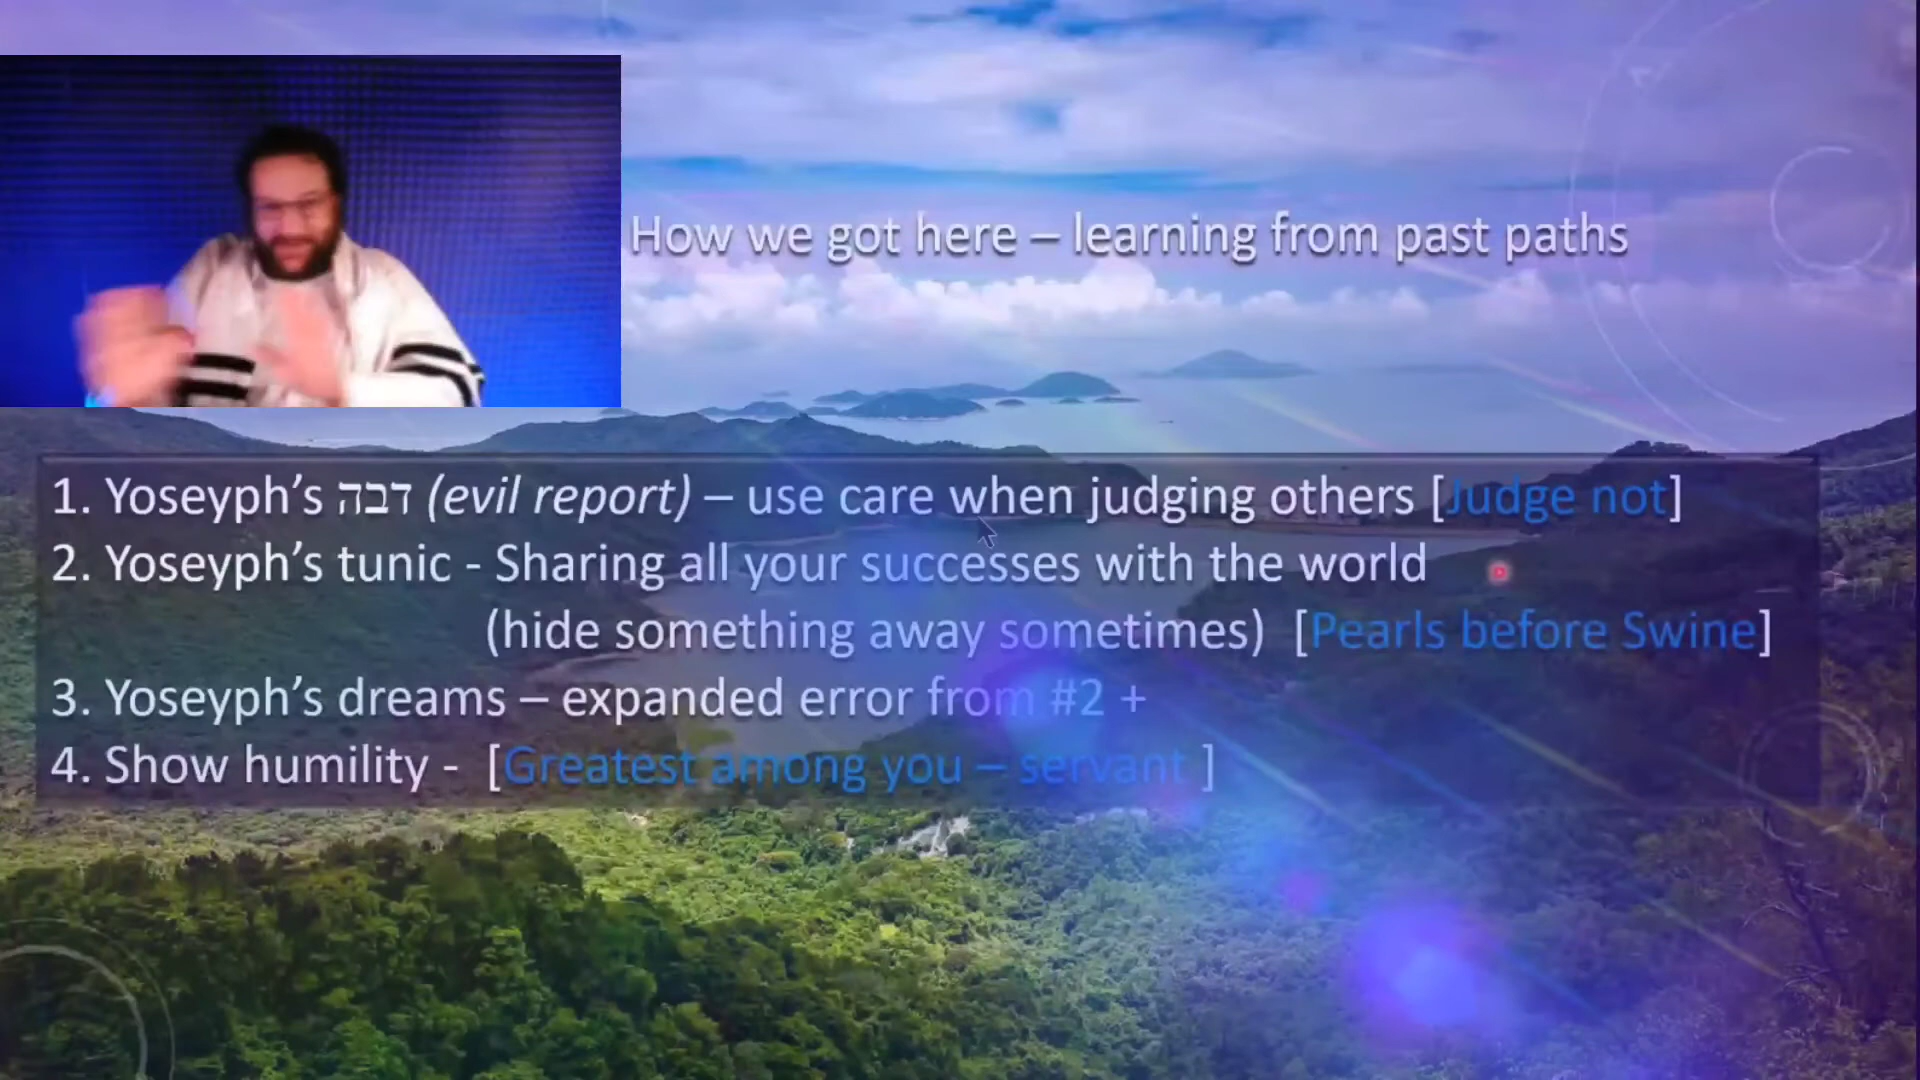 How we got here – learning from past paths
1. Yoseyph’s דבה (evil report) – use care when judging others [Judge not]
2. Yoseyph’s tunic - Sharing all your successes with the world
(hide something away sometimes) [Pearls before Swine]
3. Yoseyph’s dreams – expanded error from #2 +
4. Show humility - [Greatest among you – servant ]